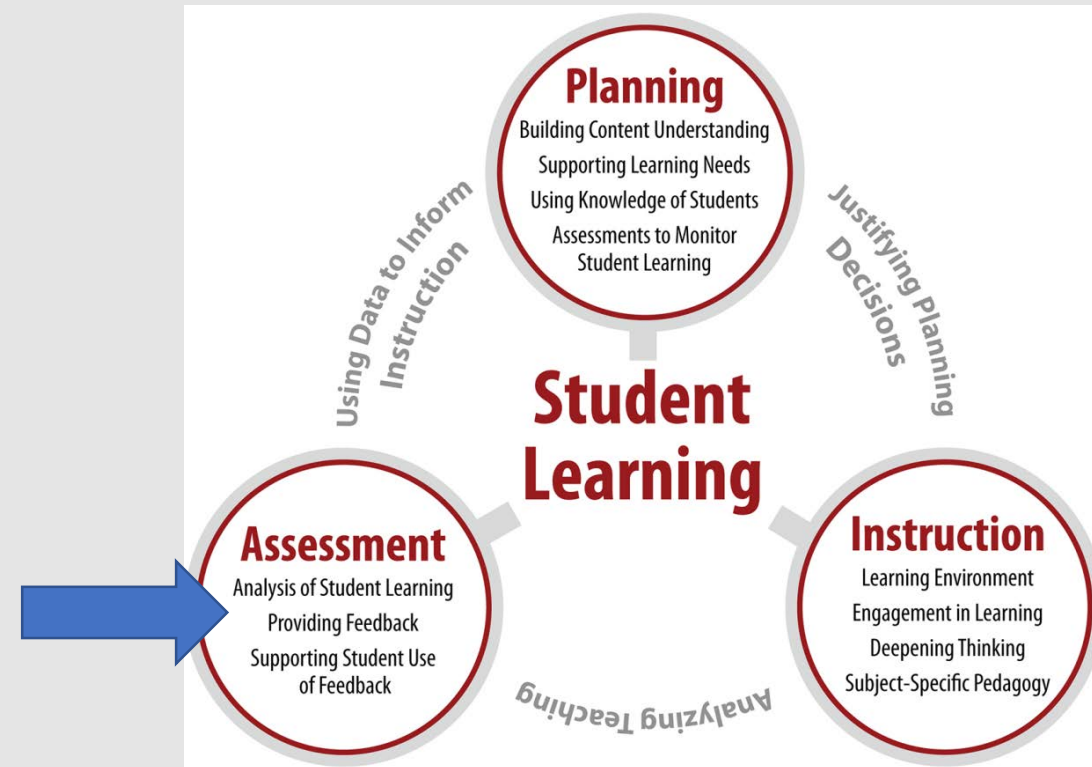 Planning
Building Content Understanding
Supporting Learning Needs
Using Knowledge of Students
Assessments to Monitor
Student Learning
Using Data to Inform
Instruction
Justifying Planning
Decisions
Student
Learning
Assessment
Analysis of Student Learning
Providing Feedback
Supporting Student Use
of Feedback
Instruction
Learning Environment
Engagement in Learning
Deepening Thinking
Subject-Specific Pedagogy
Analyzing Teaching